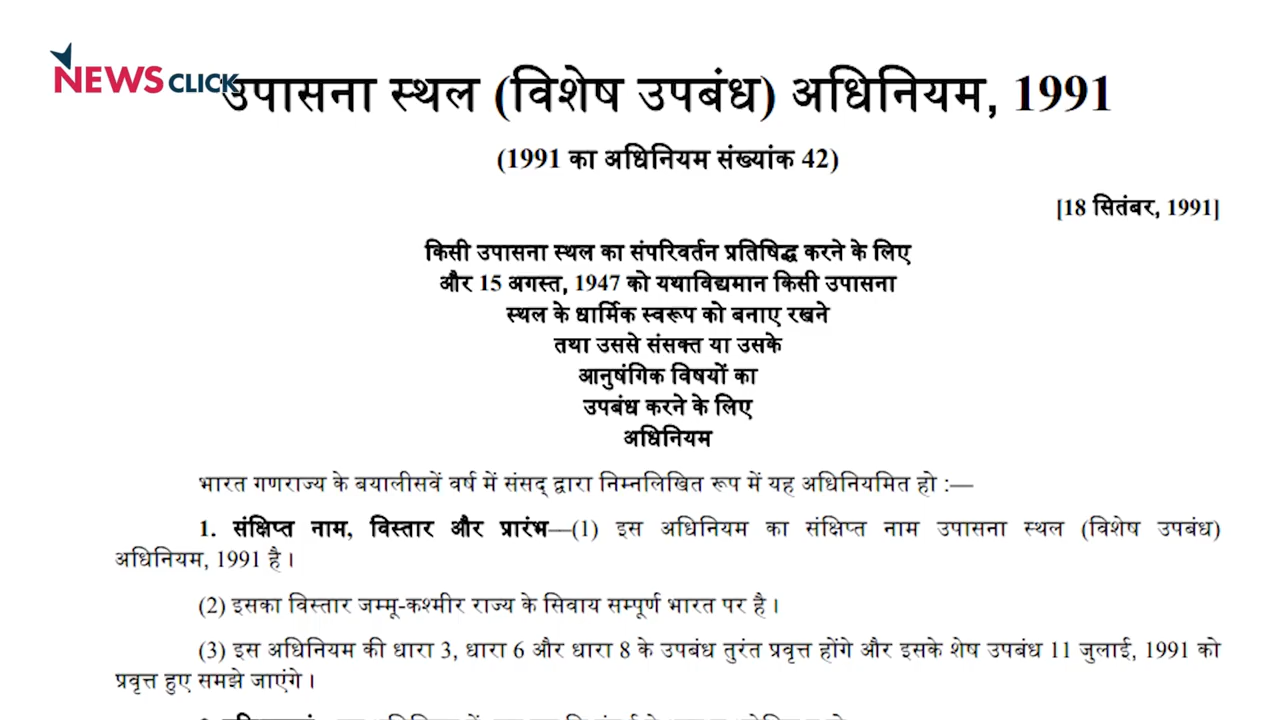 NEWS CLICK
उपासना स्थल (विशेष उपबंध) अधिनियम, 1991
(1991 का अधिनियम संख्यांक 42)
[18 सितंबर, 1991]
किसी उपासना स्थल का संपरिवर्तन प्रतिषिद्ध करने के लिए
और 15 अगस्त, 1947 को यथाविद्यमान किसी उपासना
स्थल के धार्मिक स्वरूप को बनाए रखने
तथा उससे संसक्त या उसके
आनुषंगिक विषयों का
उपबंध करने के लिए
अधिनियम
भारत गणराज्य के बयालीसवें वर्ष में संसद् द्वारा निम्नलिखित रूप में यह अधिनियमित हो :—
1. संक्षिप्त नाम, विस्तार और प्रारंभ—(1) इस अधिनियम का संक्षिप्त नाम उपासना स्थल (विशेष उपबंध)
अधिनियम, 1991 है।
(2) इसका विस्तार जम्मू-कश्मीर राज्य के सिवाय सम्पूर्ण भारत पर है।
(3) इस अधिनियम की धारा 3, धारा 6 और धारा 8 के उपबंध तुरंत प्रवृत्त होंगे और इसके शेष उपबंध 11 जुलाई, 1991 को
प्रवृत्त हुए समझे जाएंगे।